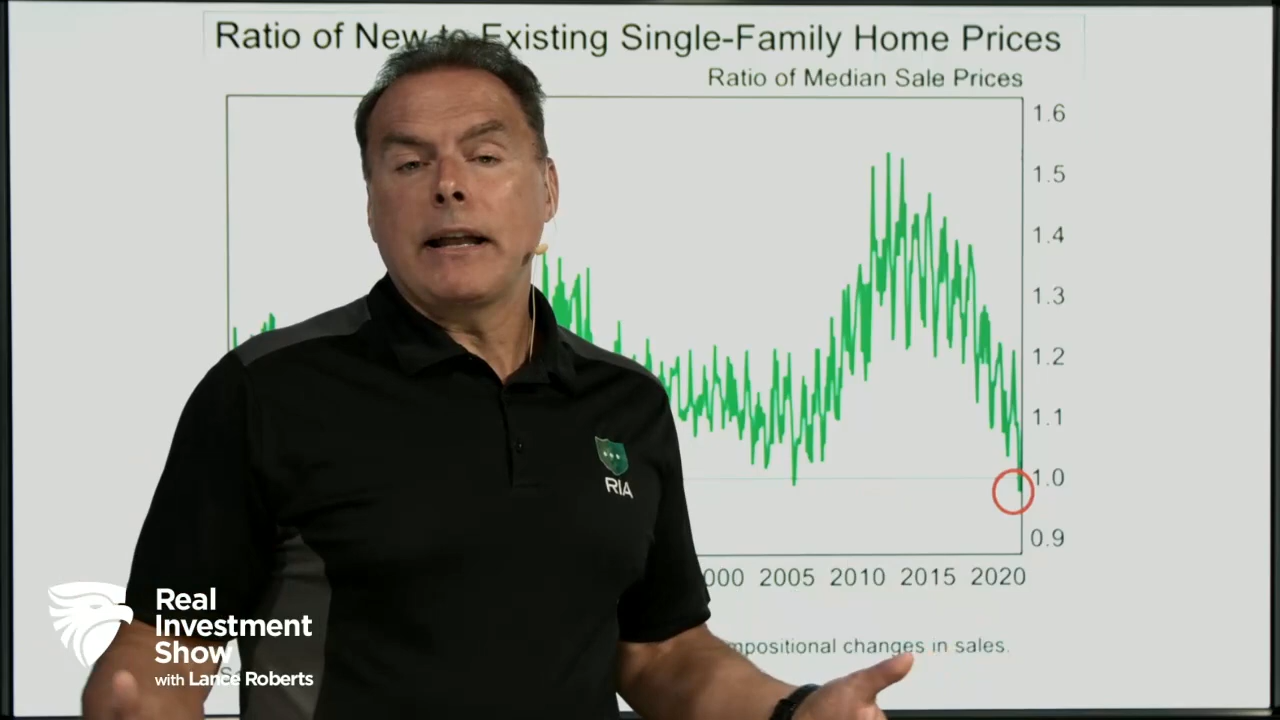 Ratio of New to Existing Single-Family Home Prices
Ratio of Median Sale Prices
1.6
1.5
1.4
1.3
1.2
1.1
1.0
0.9
000 2005 2010 2015 2020
mpositional changes in sales.
RIA
Real
Investment
Show
with Lance Roberts